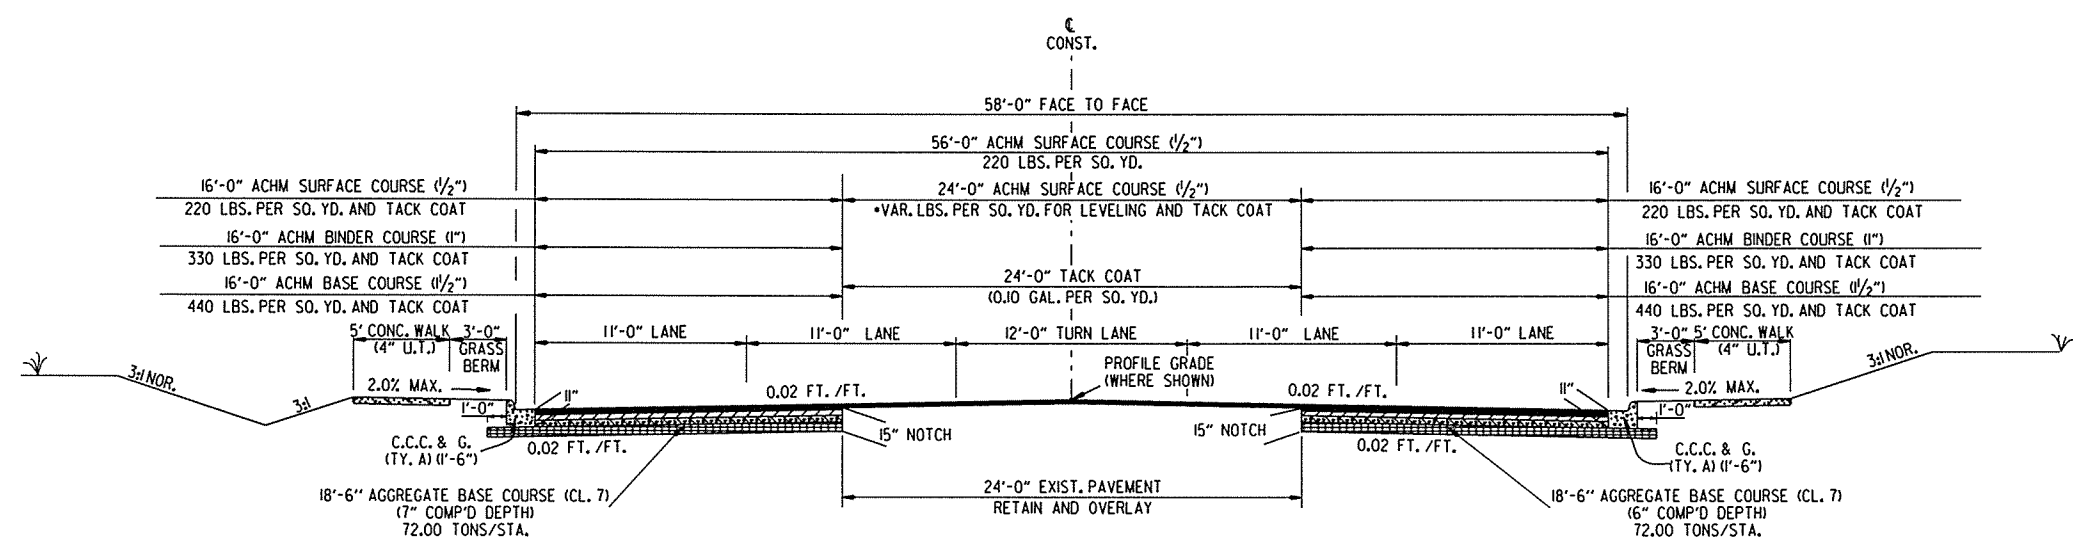 ℄
CONST.
58'-0" FACE TO FACE
56'-0" ACHM SURFACE COURSE (1/2")
220 LBS. PER SQ. YD.
16'-0" ACHM SURFACE COURSE (1/2")
220 LBS. PER SQ. YD. AND TACK COAT
24'-0" ACHM SURFACE COURSE (1/2")
*VAR. LBS. PER SQ. YD. FOR LEVELING AND TACK COAT
16'-0" ACHM SURFACE COURSE (1/2")
220 LBS. PER SQ. YD. AND TACK COAT
16'-0" ACHM BINDER COURSE (1")
330 LBS. PER SQ. YD. AND TACK COAT
16'-0" ACHM BINDER COURSE (1")
330 LBS. PER SQ. YD. AND TACK COAT
16'-0" ACHM BASE COURSE (1 1/2")
440 LBS. PER SQ. YD. AND TACK COAT
24'-0" TACK COAT
(0.10 GAL. PER SQ. YD.)
16'-0" ACHM BASE COURSE (1 1/2")
440 LBS. PER SQ. YD. AND TACK COAT
5' CONC. WALK
(4" U.T.)
3'-0"
GRASS
BERM
11'-0" LANE
11'-0" LANE
12'-0" TURN LANE
11'-0" LANE
11'-0" LANE
3'-0"
GRASS
BERM
5' CONC. WALK
(4" U.T.)
PROFILE GRADE
(WHERE SHOWN)
3:1 NOR.
3:1
2.0% MAX.
1'-0"
11"
0.02 FT./FT.
0.02 FT./FT.
11"
2.0% MAX.
1'-0"
3:1 NOR.
15" NOTCH
15" NOTCH
C.C.C. & G.
(TY. A) (1'-6")
0.02 FT./FT.
0.02 FT./FT.
C.C.C. & G.
(TY. A) (1'-6")
18'-6" AGGREGATE BASE COURSE (CL. 7)
(7" COMP'D DEPTH)
72.00 TONS/STA.
24'-0" EXIST. PAVEMENT
RETAIN AND OVERLAY
18'-6" AGGREGATE BASE COURSE (CL. 7)
(6" COMP'D DEPTH)
72.00 TONS/STA.